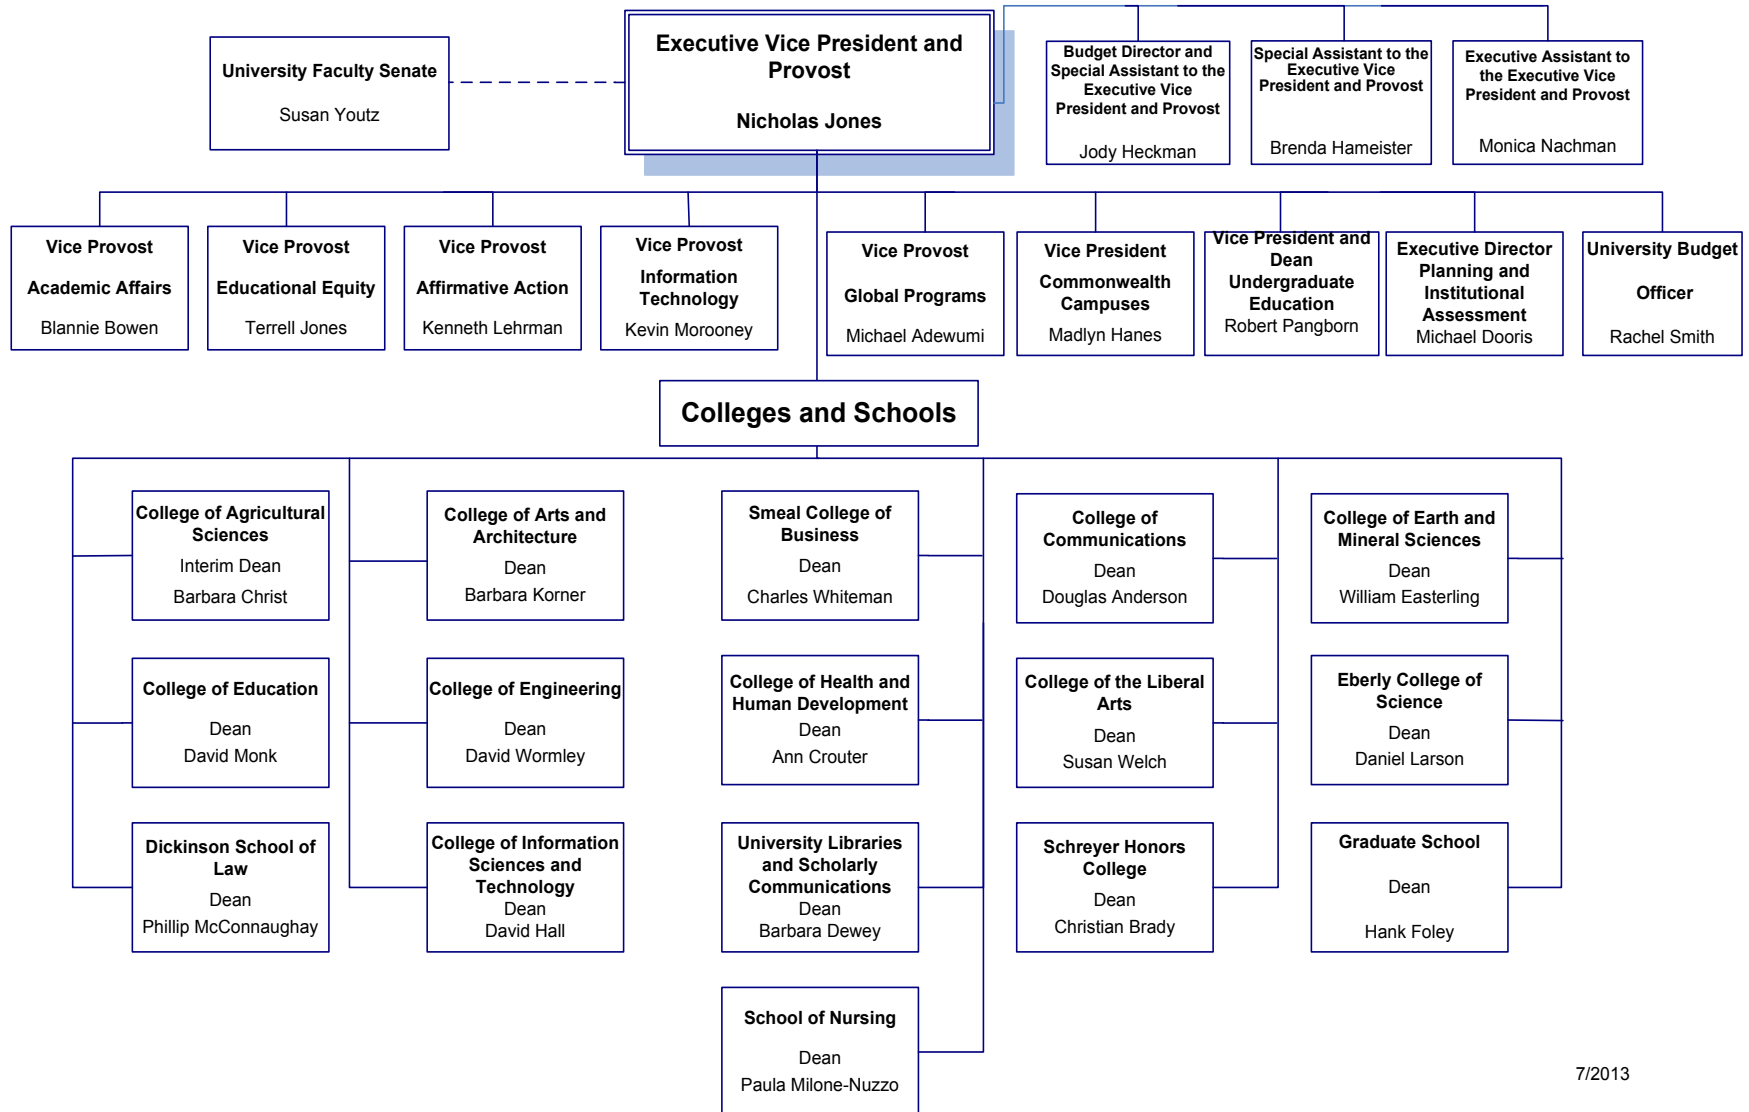 Executive Vice President and
Provost
Nicholas Jones
University Faculty Senate
Susan Youtz
Budget Director and
Special Assistant to the
Executive Vice
President and Provost
Jody Heckman
Special Assistant to the
Executive Vice
President and Provost
Brenda Hameister
Executive Assistant to
the Executive Vice
President and Provost
Monica Nachman
Vice Provost
Academic Affairs
Blannie Bowen
Vice Provost
Educational Equity
Terrell Jones
Vice Provost
Affirmative Action
Kenneth Lehrman
Vice Provost
Information
Technology
Kevin Morooney
Vice Provost
Global Programs
Michael Adewumi
Vice President
Commonwealth
Campuses
Madlyn Hanes
Vice President and
Dean
Undergraduate
Education
Robert Pangborn
Executive Director
Planning and
Institutional
Assessment
Michael Dooris
University Budget
Officer
Rachel Smith
Colleges and Schools
College of Agricultural
Sciences
Interim Dean
Barbara Christ
College of Arts and
Architecture
Dean
Barbara Korner
Smeal College of
Business
Dean
Charles Whiteman
College of
Communications
Dean
Douglas Anderson
College of Earth and
Mineral Sciences
Dean
William Easterling
College of Education
Dean
David Monk
College of Engineering
Dean
David Wormley
College of Health and
Human Development
Dean
Ann Crouter
College of the Liberal
Arts
Dean
Susan Welch
Eberly College of
Science
Dean
Daniel Larson
Dickinson School of
Law
Dean
Phillip McConnaughay
College of Information
Sciences and
Technology
Dean
David Hall
University Libraries
and Scholarly
Communications
Dean
Barbara Dewey
Schreyer Honors
College
Dean
Christian Brady
Graduate School
Dean
Hank Foley
School of Nursing
Dean
Paula Milone-Nuzzo
7/2013